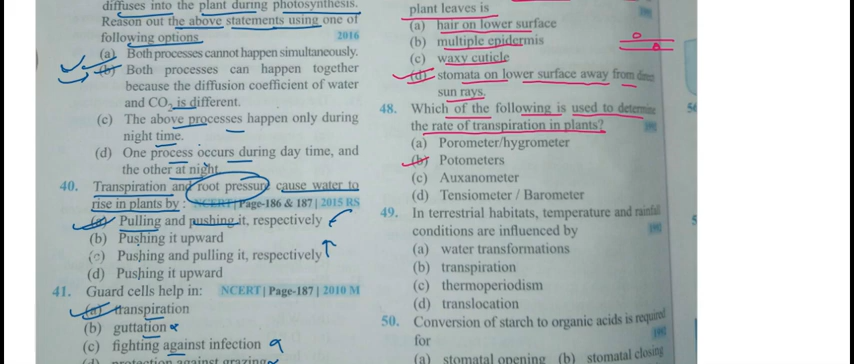 diffuses into the plant during photosynthesis.
Reason out the above statements using one of
following options. 2016
(a) Both processes cannot happen simultaneously.
(b) Both processes can happen together
because the diffusion coefficient of water
and CO₂ is different.
(c) The above processes happen only during
night time.
(d) One process occurs during day time, and
the other at night.
40. Transpiration and root pressure cause water to
rise in plants by : NCERT | Page-186 & 187 | 2015 RS
(a) Pulling and pushing it, respectively
(b) Pushing it upward
(c) Pushing and pulling it, respectively
(d) Pushing it upward
41. Guard cells help in: NCERT | Page-187 | 2010 M
(a) transpiration
(b) guttation
(c) fighting against infection
(d) protection against grazing
plant leaves is
(a) hair on lower surface
(b) multiple epidermis
(c) waxy cuticle
(d) stomata on lower surface away from
sun rays.
48. Which of the following is used to determine
the rate of transpiration in plants?
(a) Porometer/hygrometer
(b) Potometers
(c) Auxanometer
(d) Tensiometer / Barometer
49. In terrestrial habitats, temperature and rainfall
conditions are influenced by
(a) water transformations
(b) transpiration
(c) thermoperiodism
(d) translocation
50. Conversion of starch to organic acids is required
for
(a) stomatal opening (b) stomatal closing